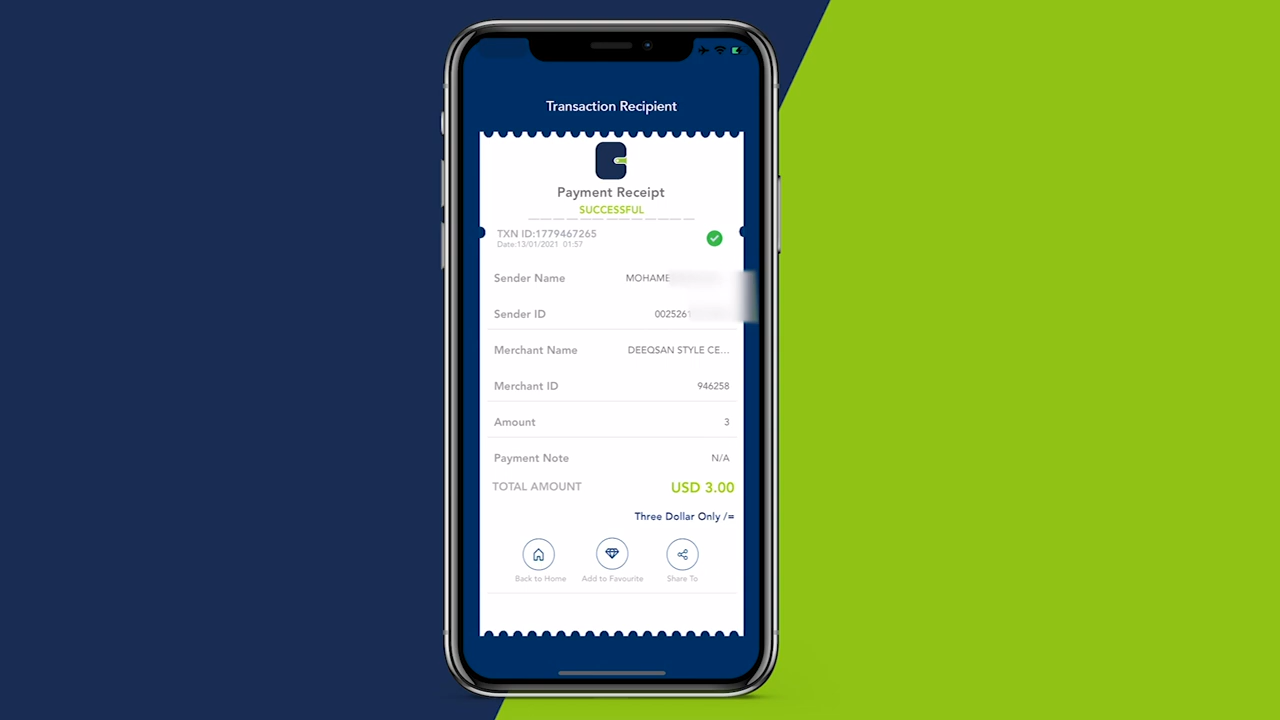 Transaction Recipient
Payment Receipt
SUCCESSFUL
TXN ID:1779467265
Date:13/01/2021 01:57
Sender Name MOHAME
Sender ID 0025261
Merchant Name DEEQSAN STYLE CE...
Merchant ID 946258
Amount 3
Payment Note N/A
TOTAL AMOUNT USD 3.00
Three Dollar Only /=
Back to Home Add to Favourite Share To